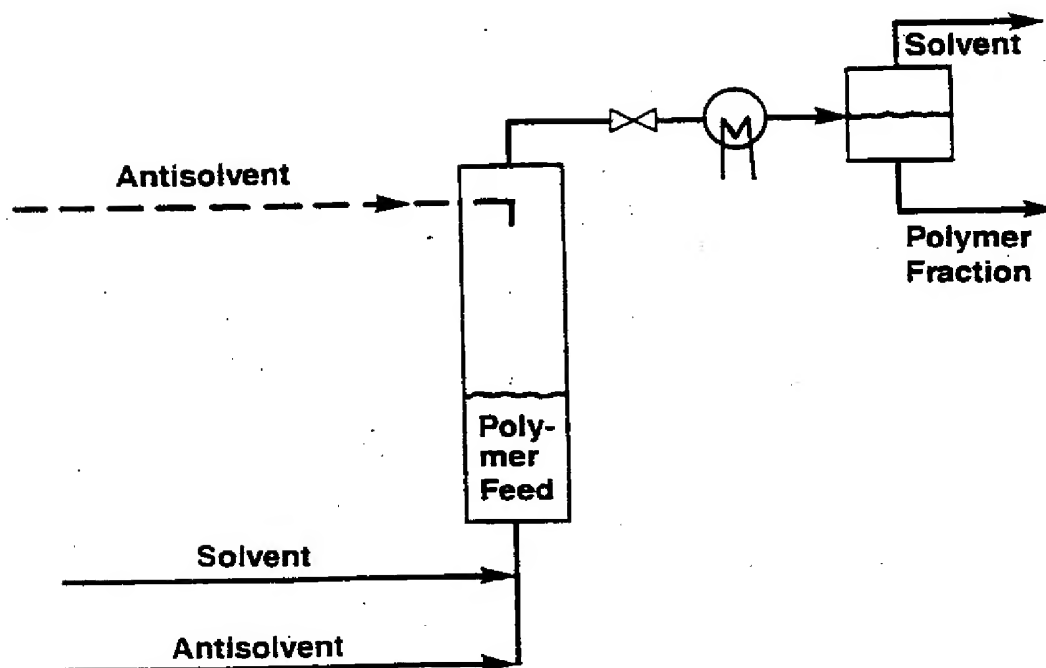 Solvent
Antisolvent
Polymer
Fraction
Poly-
mer
Feed
Solvent
Antisolvent